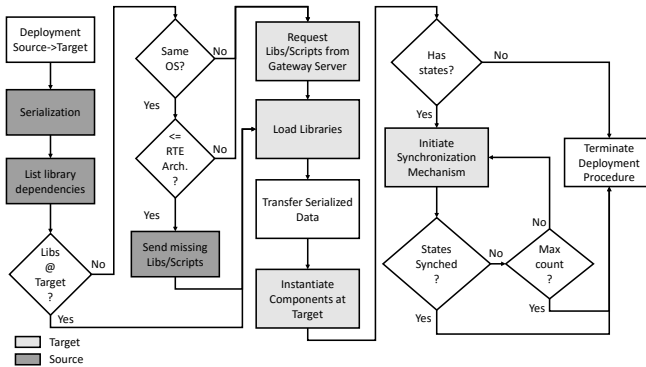 Deployment
Source->Target
Serialization
List library
dependencies
Libs
@
Target
?
No
Yes
Same
OS?
No
Yes
<=
RTE
Arch.
?
No
Yes
Send missing
Libs/Scripts
Request
Libs/Scripts from
Gateway Server
Load Libraries
Transfer Serialized
Data
Instantiate
Components at
Target
Has
states?
No
Yes
Initiate
Synchronization
Mechanism
States
Synched
?
No
Yes
Max
count
?
No
Yes
Terminate
Deployment
Procedure
Target
Source